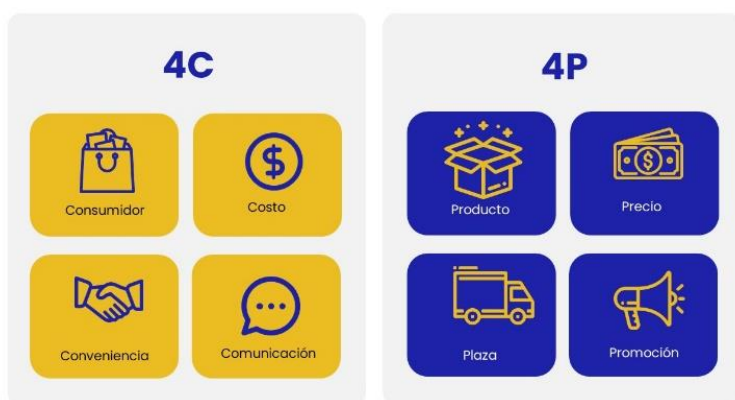 4C
Consumidor
Costo
Conveniencia
Comunicación
4P
Producto
Precio
Plaza
Promoción